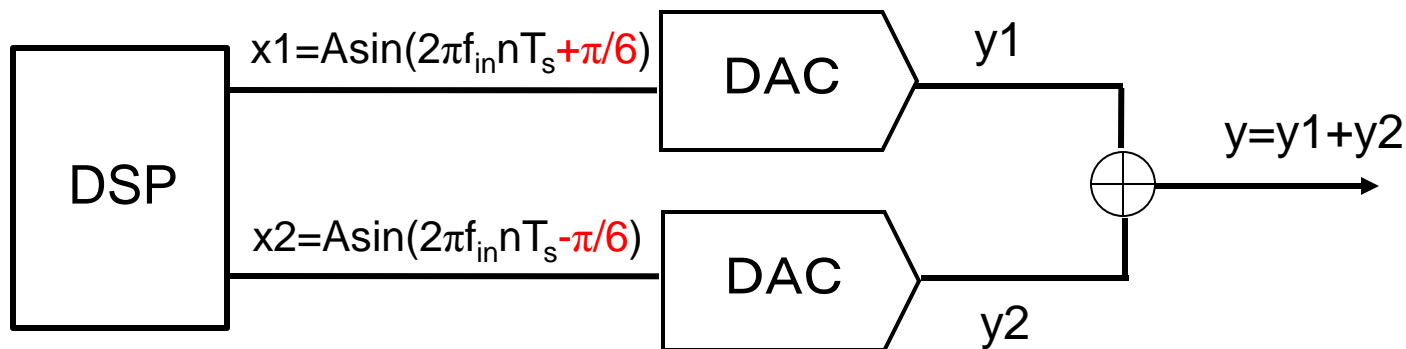 x1=Asin(2πf_in nT_s+π/6)
DAC
y1
y=y1+y2
DSP
x2=Asin(2πf_in nT_s-π/6)
DAC
y2